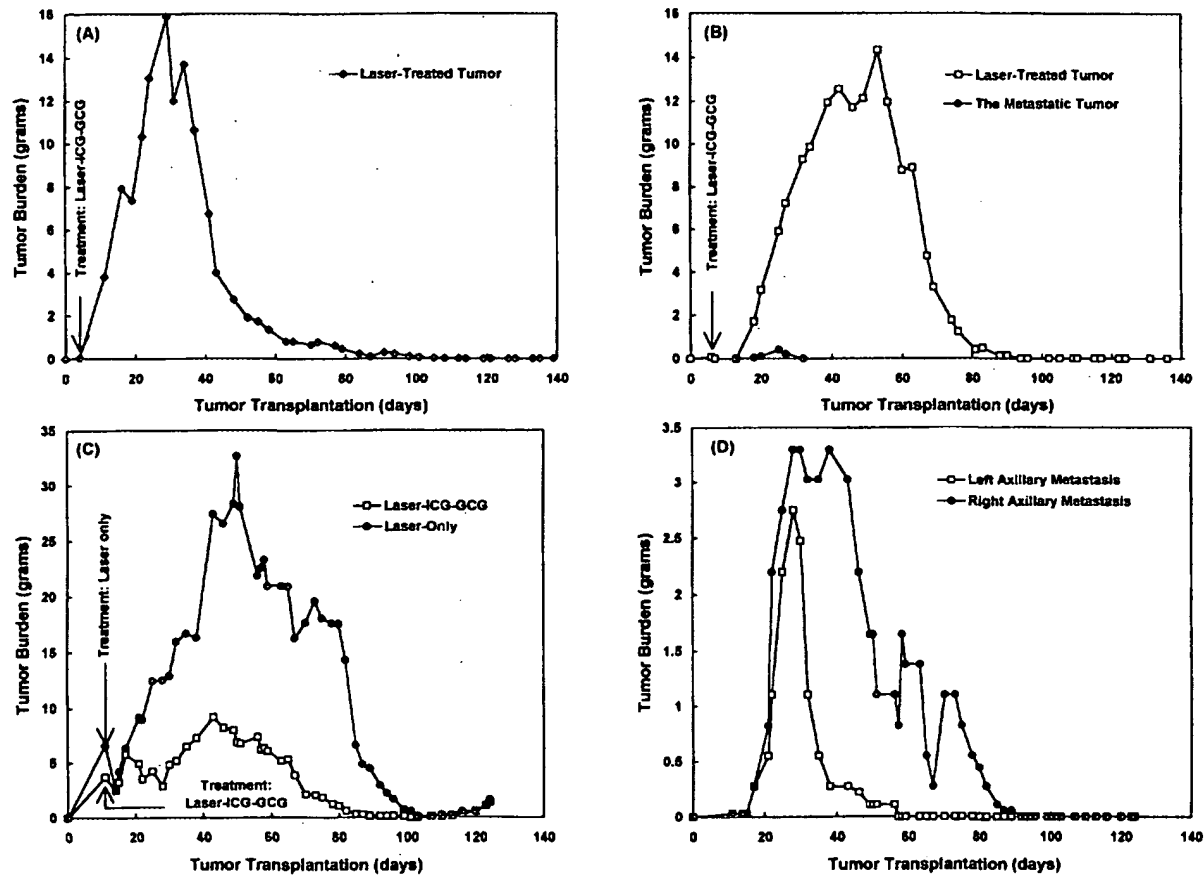 (A)
16
14
12
10
8
6
4
2
0
Tumor Burden (grams)
Treatment: Laser-ICG-GCG
Laser-Treated Tumor
0 20 40 60 80 100 120 140
Tumor Transplantation (days)
(B)
16
14
12
10
8
6
4
2
0
Tumor Burden (grams)
Treatment: Laser-ICG-GCG
Laser-Treated Tumor
The Metastatic Tumor
0 20 40 60 80 100 120 140
Tumor Transplantation (days)
(C)
35
30
25
20
15
10
5
0
Tumor Burden (grams)
Treatment: Laser only
Laser-ICG-GCG
Laser-Only
Treatment:
Laser-ICG-GCG
0 20 40 60 80 100 120 140
Tumor Transplantation (days)
(D)
3.5
3
2.5
2
1.5
1
0.5
0
Tumor Burden (grams)
Left Axillary Metastasis
Right Axillary Metastasis
0 20 40 60 80 100 120 140
Tumor Transplantation (days)